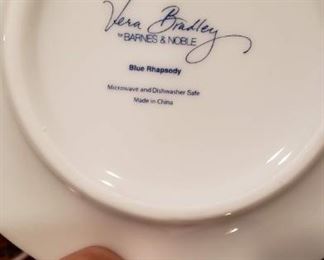 Vera Bradley
for BARNES & NOBLE
Blue Rhapsody
Microwave and Dishwasher Safe
Made in China